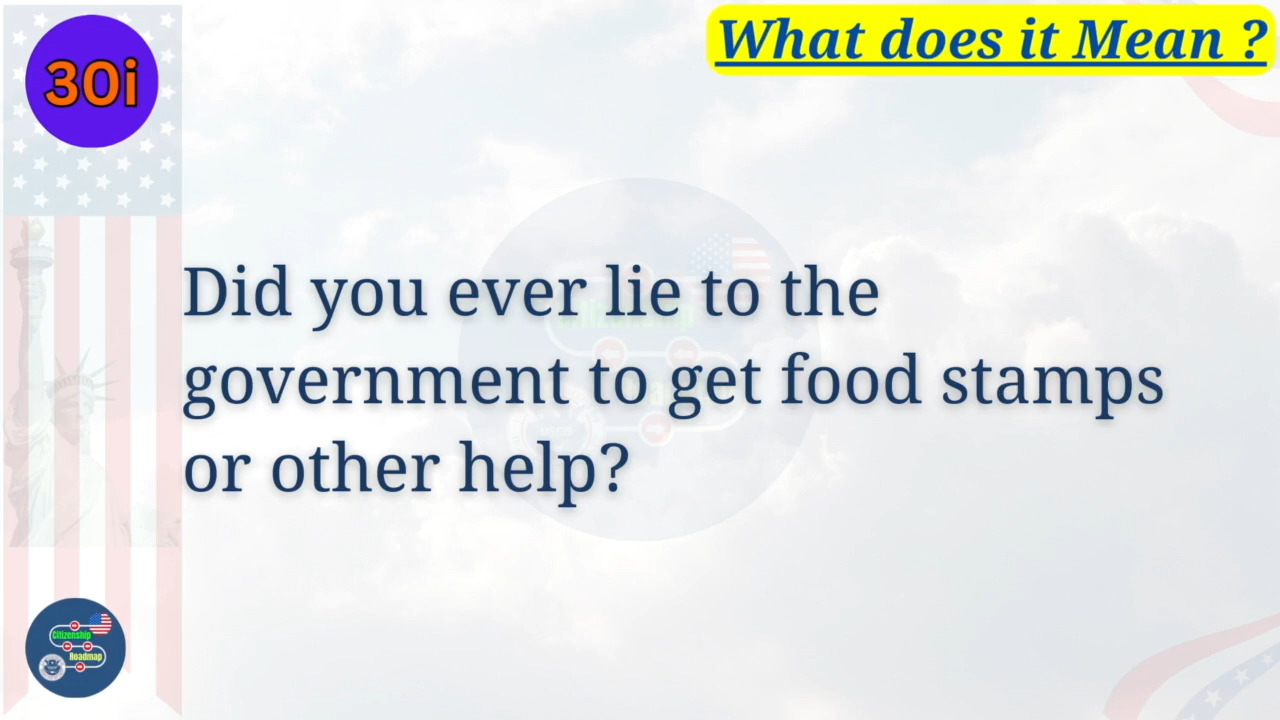 30i
What does it Mean ?
Did you ever lie to the
government to get food stamps
or other help?
Citizenship
Roadmap